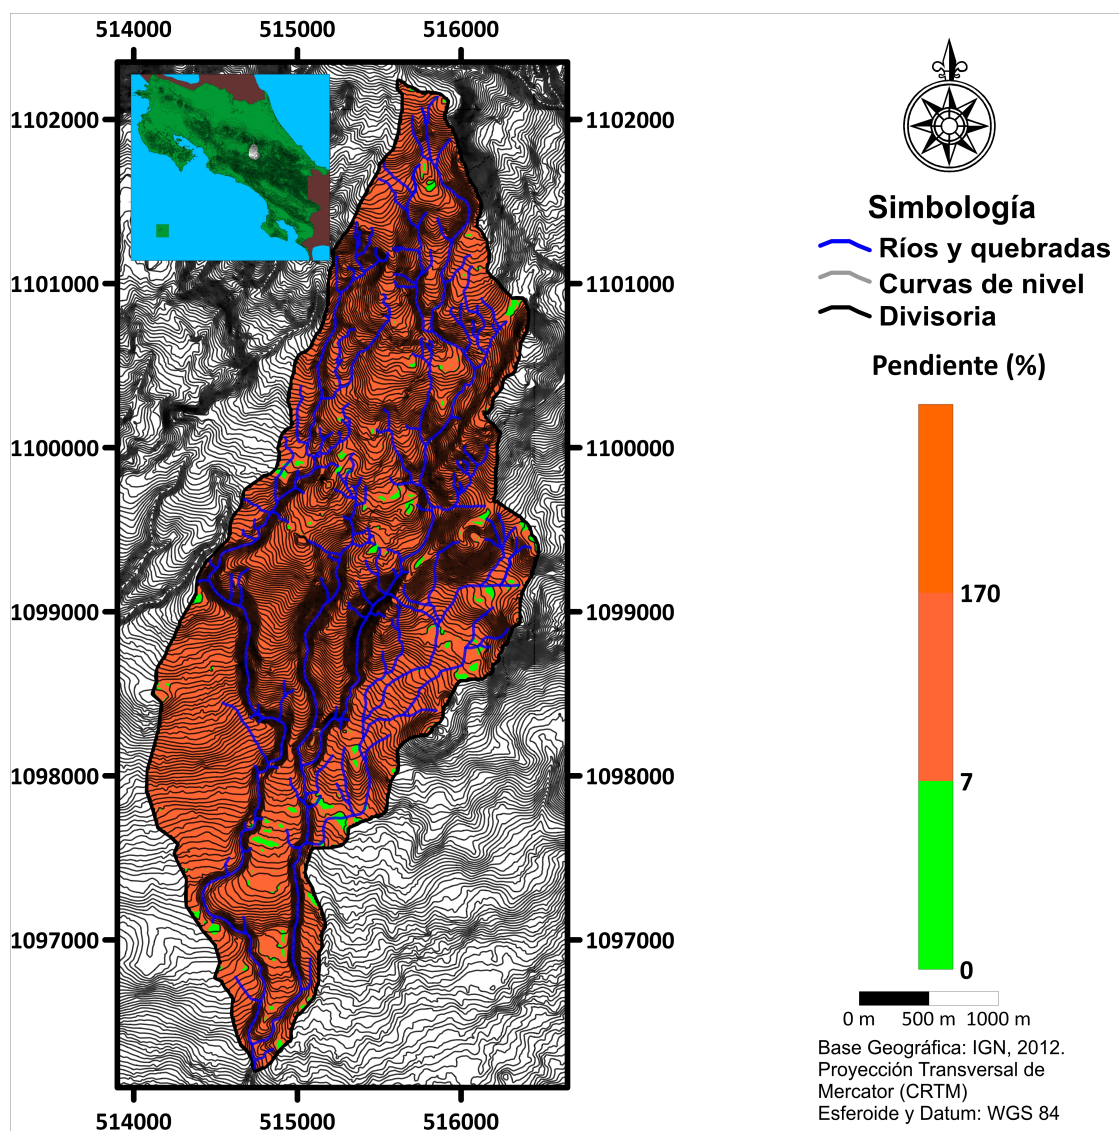 514000 515000 516000
1102000 1102000
1101000 1101000
1100000 1100000
1099000 1099000
1098000 1098000
1097000 1097000
514000 515000 516000
Simbología
Ríos y quebradas
Curvas de nivel
Divisoria
Pendiente (%)
170
7
0
0 m 500 m 1000 m
Base Geográfica: IGN, 2012.
Proyección Transversal de
Mercator (CRTM)
Esferoide y Datum: WGS 84